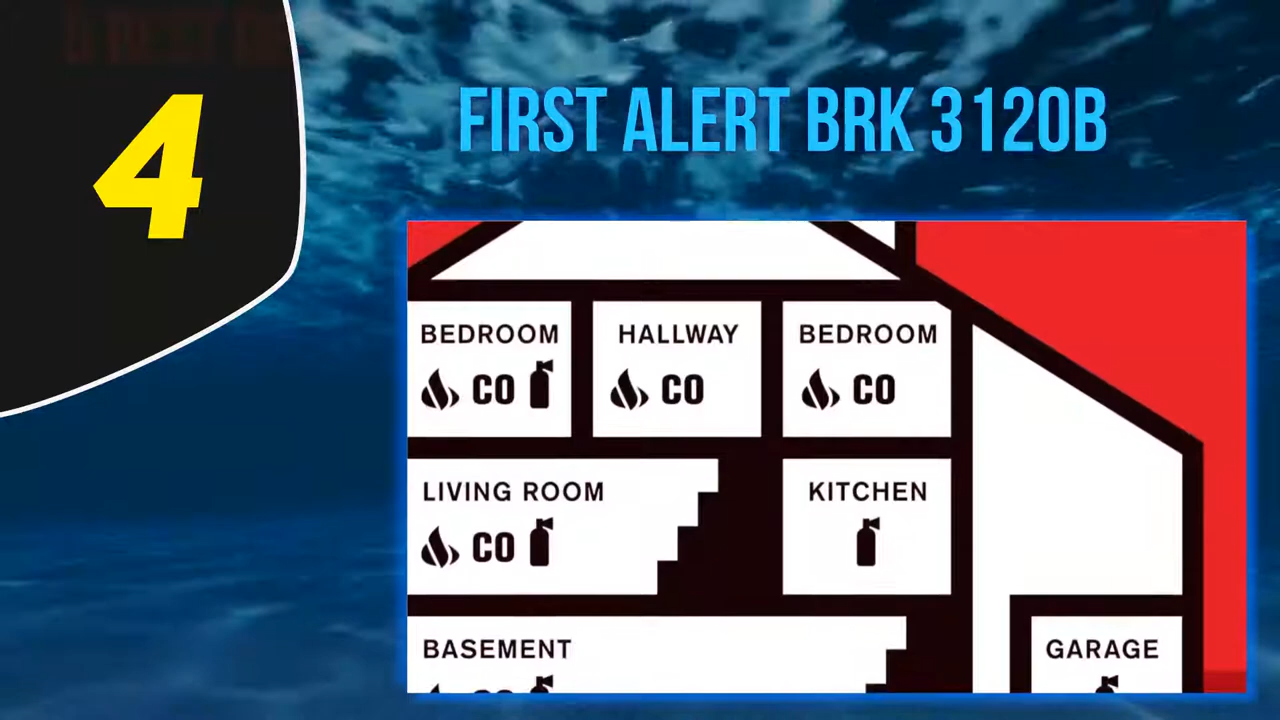 4
FIRST ALERT BRK 3120B
BEDROOM HALLWAY BEDROOM
CO CO CO
LIVING ROOM KITCHEN
CO
BASEMENT GARAGE